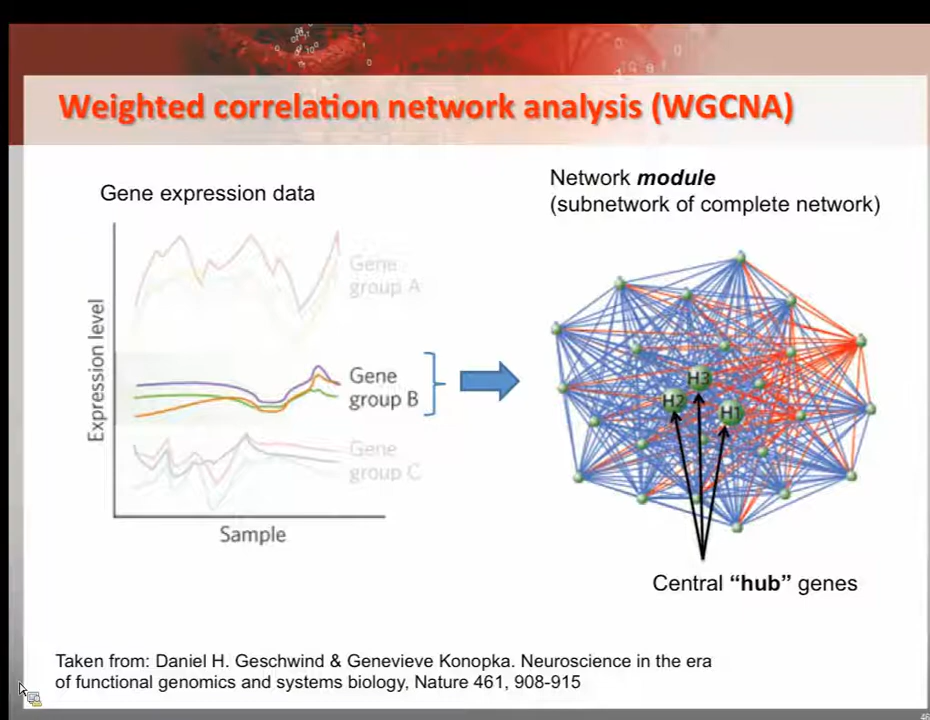 Weighted correlation network analysis (WGCNA)
Gene expression data
Network module
(subnetwork of complete network)
Expression level
Gene
group A
Gene
group B
Gene
group C
Sample
H3
H2
H1
Central “hub” genes
Taken from: Daniel H. Geschwind & Genevieve Konopka. Neuroscience in the era
of functional genomics and systems biology, Nature 461, 908-915